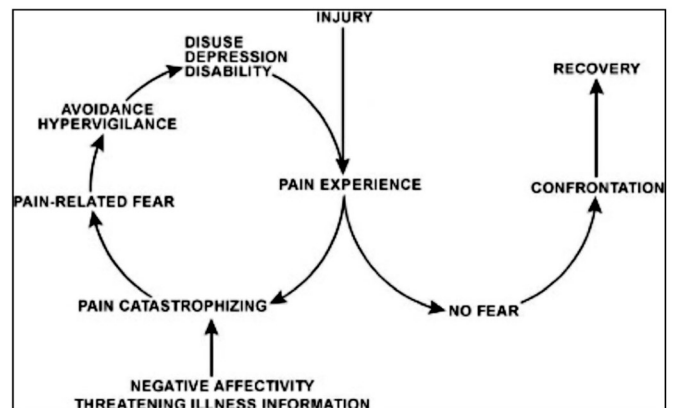 INJURY
DISUSE
DEPRESSION
DISABILITY
RECOVERY
AVOIDANCE
HYPERVIGILANCE
PAIN EXPERIENCE
CONFRONTATION
PAIN-RELATED FEAR
PAIN CATASTROPHIZING
NO FEAR
NEGATIVE AFFECTIVITY
THREATENING ILLNESS INFORMATION